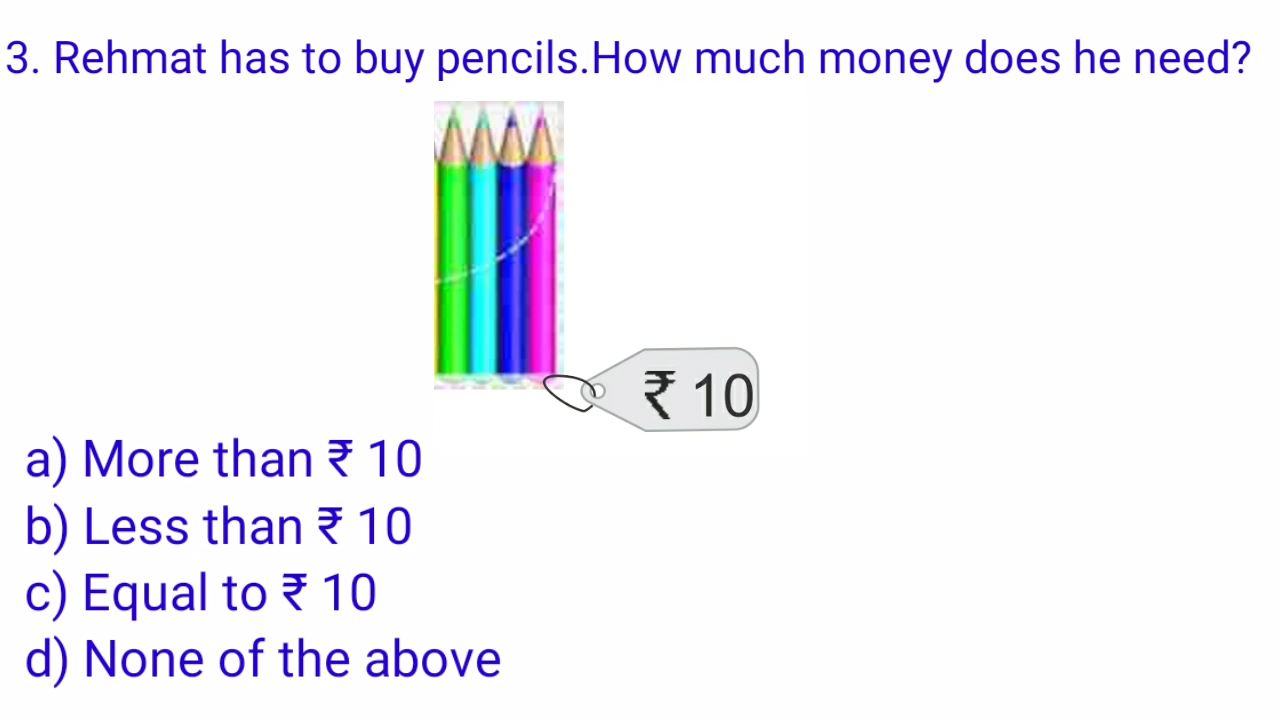 3. Rehmat has to buy pencils.How much money does he need?
₹ 10
a) More than ₹ 10
b) Less than ₹ 10
c) Equal to ₹ 10
d) None of the above